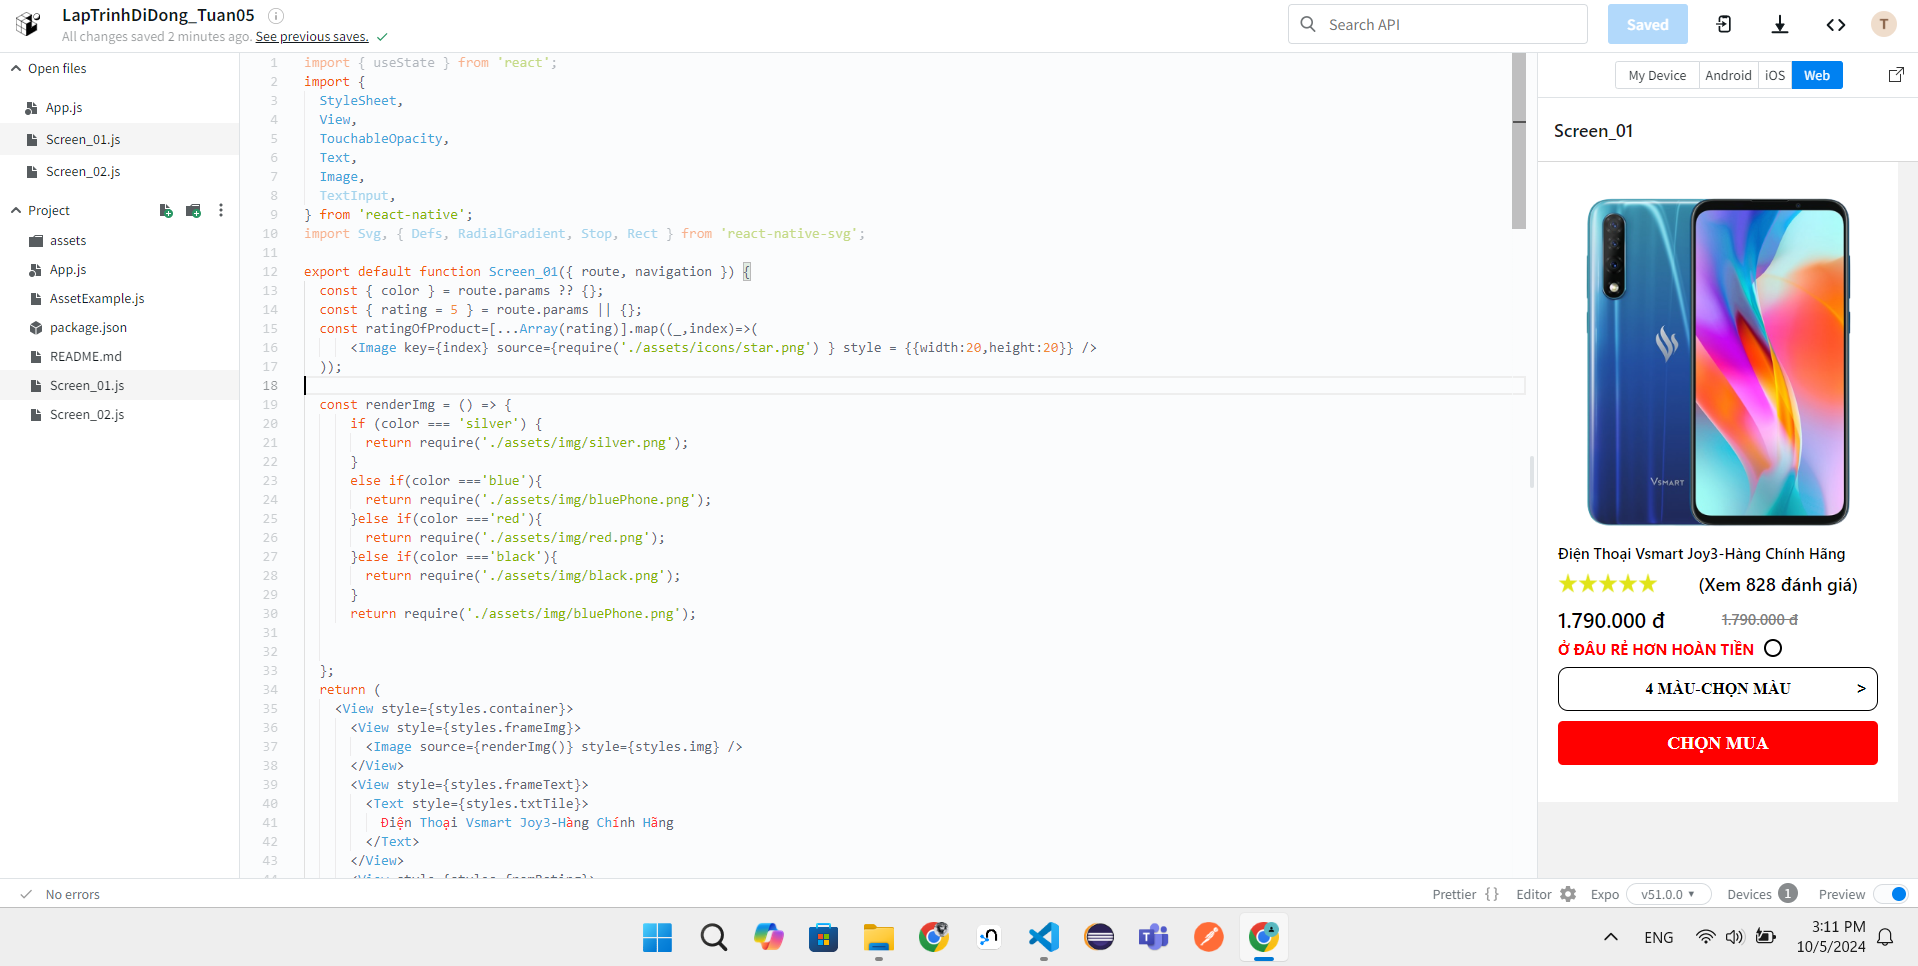 LapTrinhDiDong_Tuan05
All changes saved 2 minutes ago. See previous saves.
Search API
Saved
T
Open files
App.js
Screen_01.js
Screen_02.js
Project
assets
App.js
AssetExample.js
package.json
README.md
Screen_01.js
Screen_02.js
1 import { useState } from 'react';
2 import {
3 StyleSheet,
4 View,
5 TouchableOpacity,
6 Text,
7 Image,
8 TextInput,
9 } from 'react-native';
10 import Svg, { Defs, RadialGradient, Stop, Rect } from 'react-native-svg';
11
12 export default function Screen_01({ route, navigation }) {
13 const { color } = route.params ?? {};
14 const { rating = 5 } = route.params || {};
15 const ratingOfProduct=[...Array(rating)].map((_,index)=>(
16 <Image key={index} source={require('./assets/icons/star.png') } style = {{width:20,height:20}} />
17 ));
18
19 const renderImg = () => {
20 if (color === 'silver') {
21 return require('./assets/img/silver.png');
22 }
23 else if(color ==='blue'){
24 return require('./assets/img/bluePhone.png');
25 }else if(color ==='red'){
26 return require('./assets/img/red.png');
27 }else if(color ==='black'){
28 return require('./assets/img/black.png');
29 }
30 return require('./assets/img/bluePhone.png');
31
32
33 };
34 return (
35 <View style={styles.container}>
36 <View style={styles.frameImg}>
37 <Image source={renderImg()} style={styles.img} />
38 </View>
39 <View style={styles.frameText}>
40 <Text style={styles.txtTile}>
41 Điện Thoại Vsmart Joy3-Hàng Chính Hãng
42 </Text>
43 </View>
My Device
Android
iOS
Web
Screen_01
VSMART
Điện Thoại Vsmart Joy3-Hàng Chính Hãng
(Xem 828 đánh giá)
1.790.000 đ
1.790.000 đ
Ở ĐÂU RẺ HƠN HOÀN TIỀN
4 MÀU-CHỌN MÀU >
CHỌN MUA
No errors
Prettier { }
Editor
Expo
v51.0.0
Devices 1
Preview
ENG
3:11 PM
10/5/2024